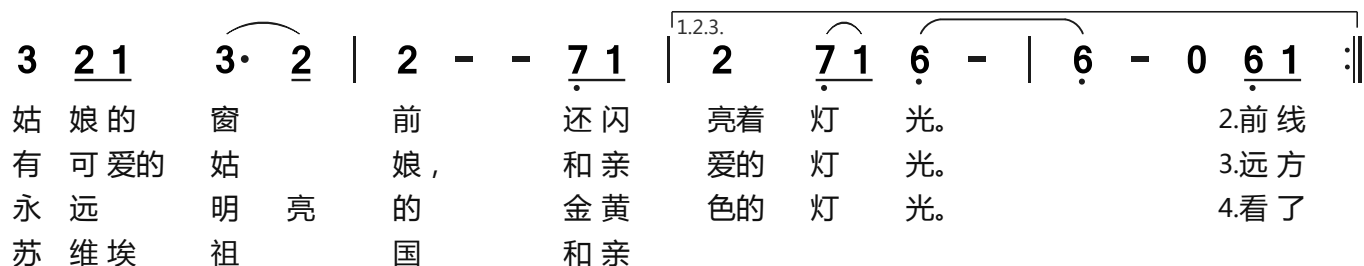 1.2.3.
3 2 1 3· 2 | 2 - - 7 1 | 2 7 1 6 - | 6 - 0 6 1 :‖
姑 娘 的 窗 前 还 闪 亮着 灯 光。 2.前 线
有 可 爱的 姑 娘, 和 亲 爱的 灯 光。 3.远 方
永 远 明 亮 的 金 黄 色的 灯 光。 4.看 了
苏 维 埃 祖 国 和 亲